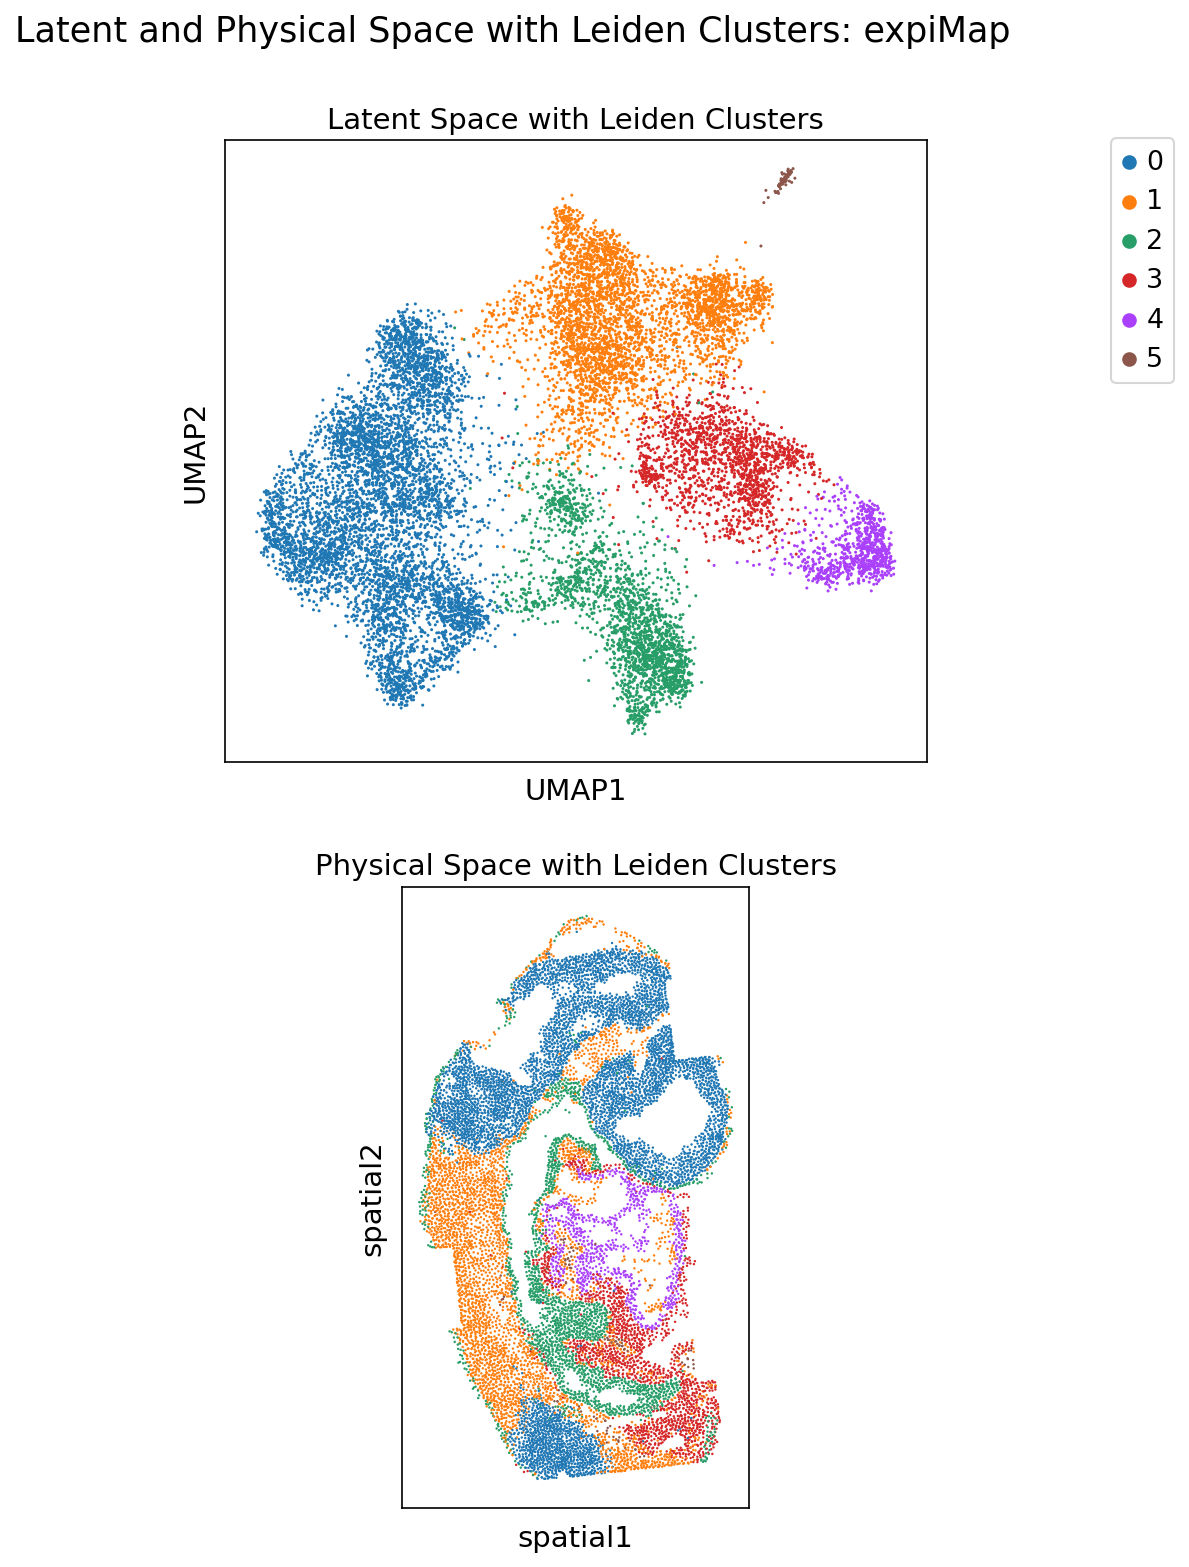 Latent and Physical Space with Leiden Clusters: expiMap
Latent Space with Leiden Clusters
0
1
2
3
4
5
UMAP2
UMAP1
Physical Space with Leiden Clusters
spatial2
spatial1